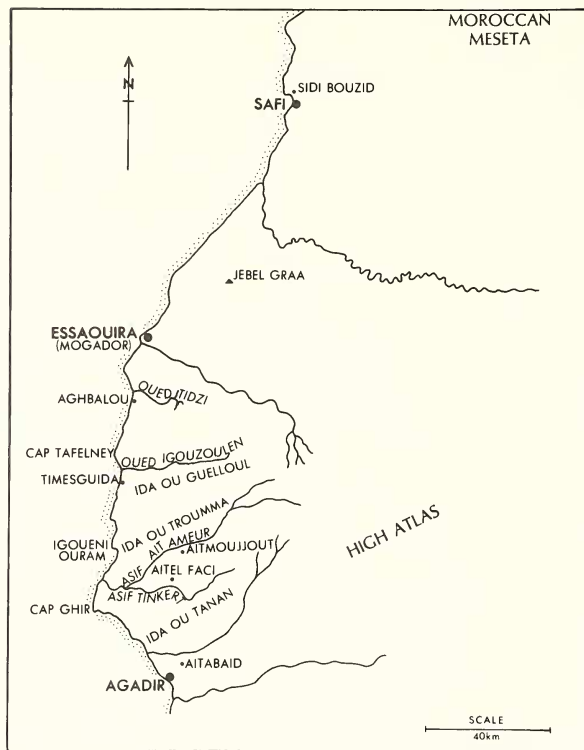 MOROCCAN
MESETA
N
SIDI BOUZID
SAFI
JEBEL GRAA
ESSAOUIRA
(MOGADOR)
OUED ITIDZI
AGHBALOU
CAP TAFELNEY
OUED IGOUZOULEN
TIMESGUIDA
IDA OU GUELLOUL
IDA OU TROUMMA
IGOUENI
OURAM
ASIF AIT AMEUR
AITMOUJJOUT
HIGH ATLAS
AITEL FACI
ASIF TINKERT
CAP GHIR
IDA OU TANAN
AITABAID
AGADIR
SCALE
40km